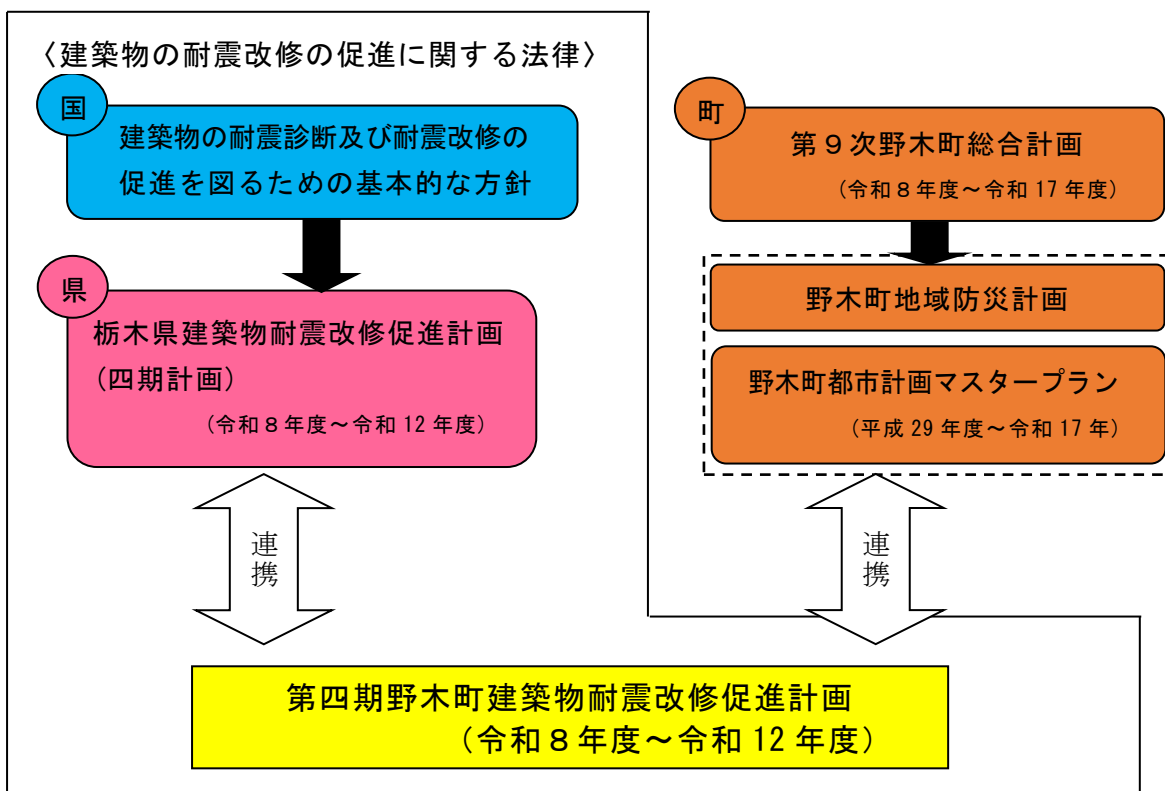 〈建築物の耐震改修の促進に関する法律〉
国
建築物の耐震診断及び耐震改修の
促進を図るための基本的な方針
県
栃木県建築物耐震改修促進計画
(四期計画)
(令和８年度～令和 12 年度)
連携
町
第９次野木町総合計画
(令和８年度～令和 17 年度)
野木町地域防災計画
野木町都市計画マスタープラン
(平成 29 年度～令和 17 年)
連携
第四期野木町建築物耐震改修促進計画
(令和８年度～令和 12 年度)